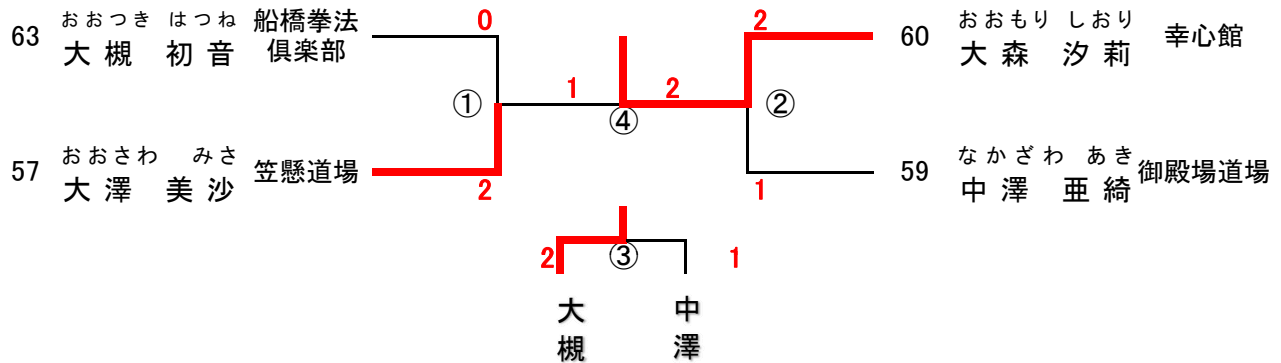 おおつき はつね
63 大槻 初音 船橋拳法倶楽部
0
2
おおもり しおり
60 大森 汐莉 幸心館
①
1
④
2
②
おおさわ みさ
57 大澤 美沙 笠懸道場
2
1
なかざわ あき
59 中澤 亜綺 御殿場道場
2
③
1
大槻
中澤